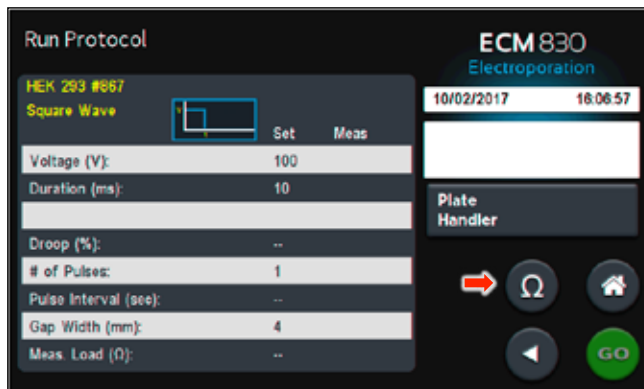 Run Protocol
ECM 830
Electroporation
HEK 293 #867
Square Wave
V
t
Set Meas
Voltage (V): 100
Duration (ms): 10
Droop (%): --
# of Pulses: 1
Pulse Interval (sec): --
Gap Width (mm): 4
Meas. Load (Ω): --
10/02/2017 16:06:57
Plate
Handler
Ω
GO